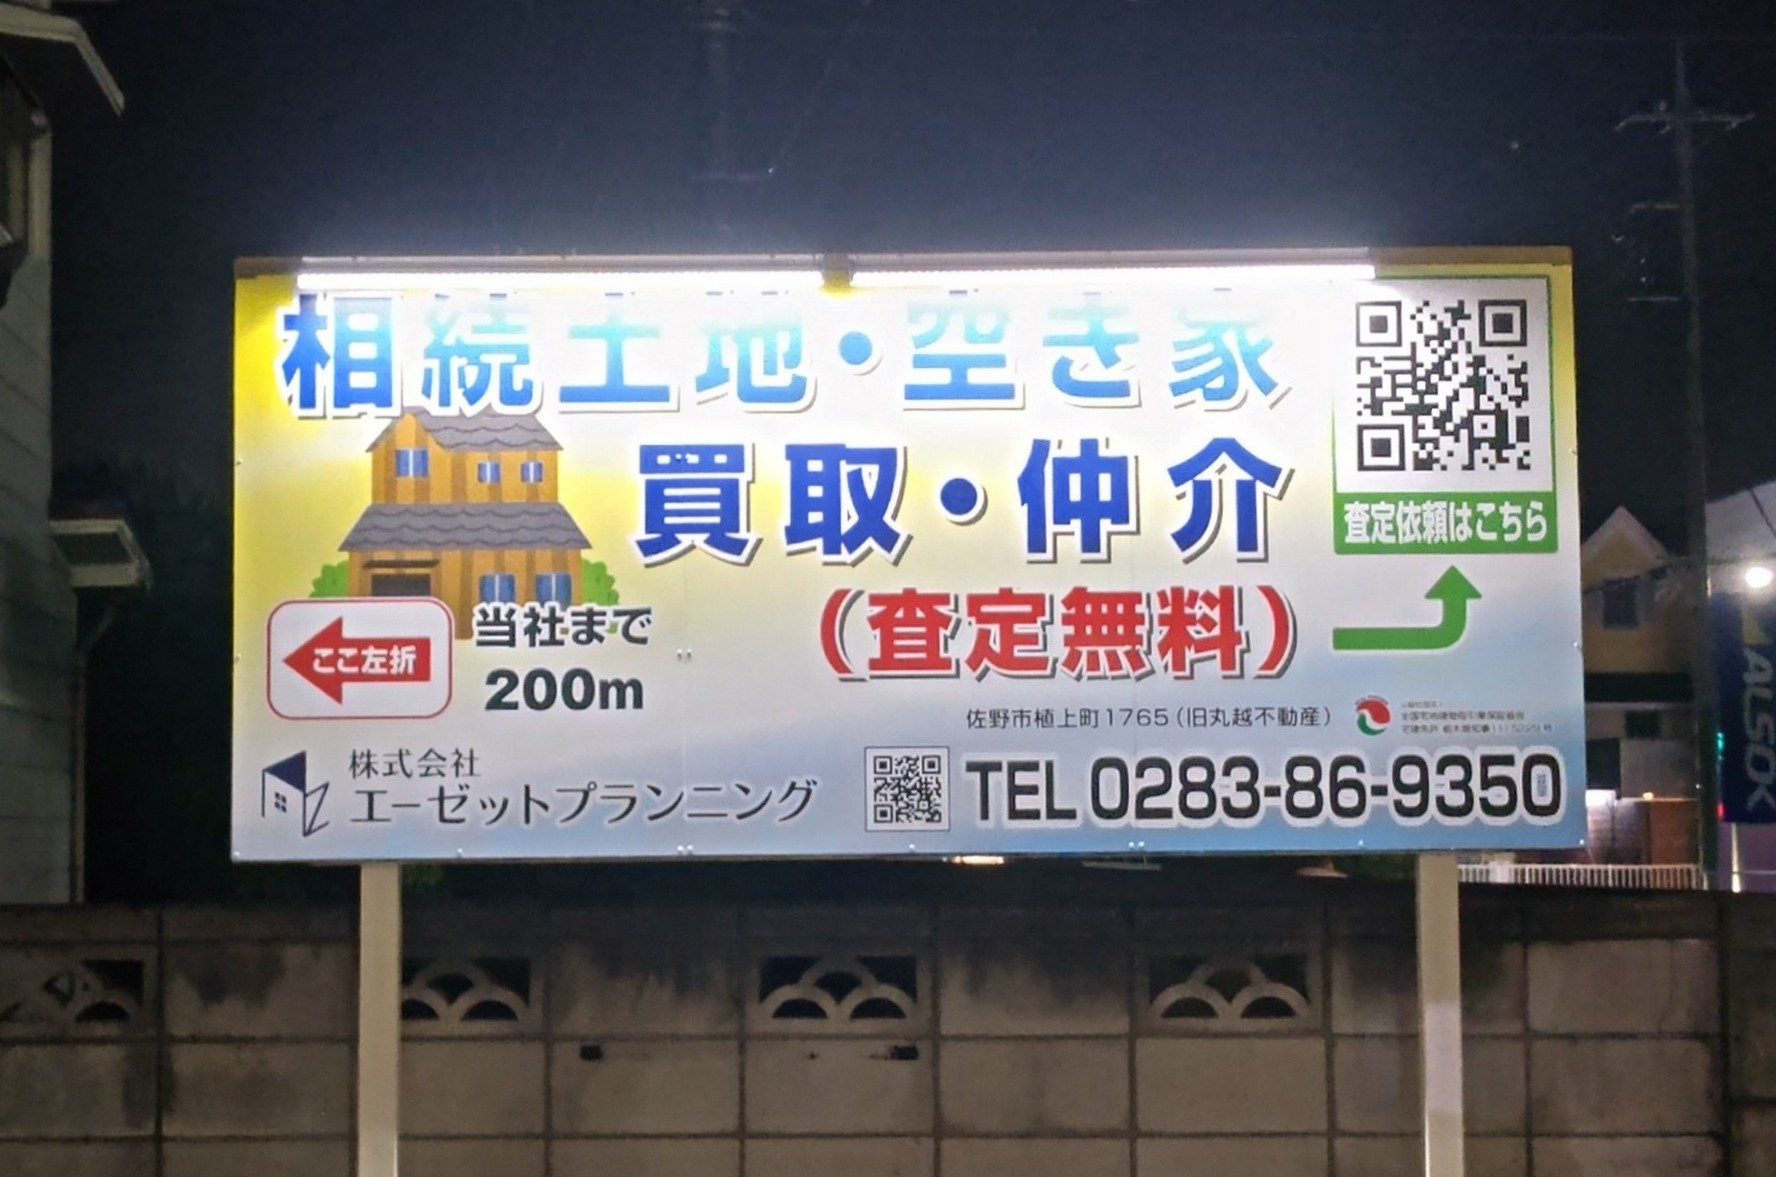 相続土地・空き家
買取・仲介
(査定無料)
査定依頼はこちら
ここ左折
当社まで
200m
佐野市植上町1765(旧丸越不動産)
株式会社
エーゼットプランニング
TEL 0283-86-9350
ALSOK